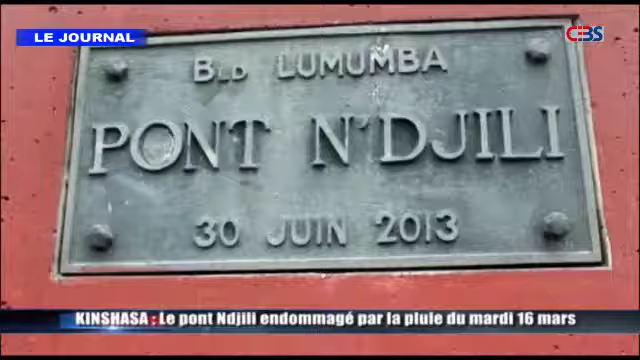 LE JOURNAL
CBS
BLD LUMUMBA
PONT N'DJILI
30 JUIN 2013
KINSHASA : Le pont Ndjili endommagé par la pluie du mardi 16 mars